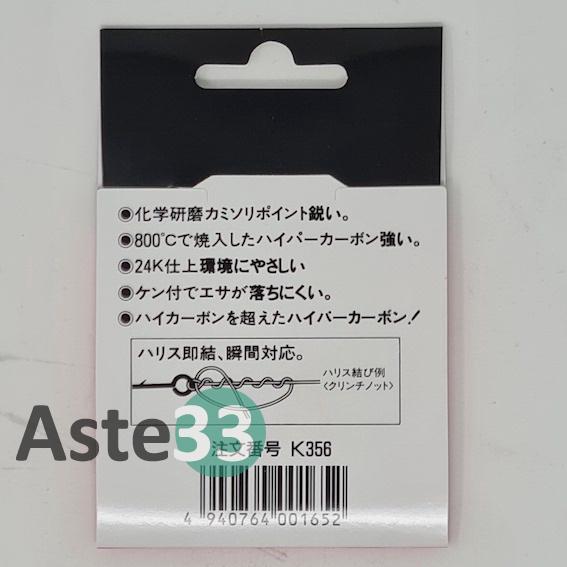 ●化学研磨カミソリポイント鋭い。
●800℃で焼入したハイパーカーボン強い。
●24K仕上環境にやさしい
●ケン付でエサが落ちにくい。
●ハイカーボンを超えたハイパーカーボン!
ハリス即結、瞬間対応。
ハリス結び例
〈クリンチノット〉
Aste33
注文番号 K356
4 940764 001652